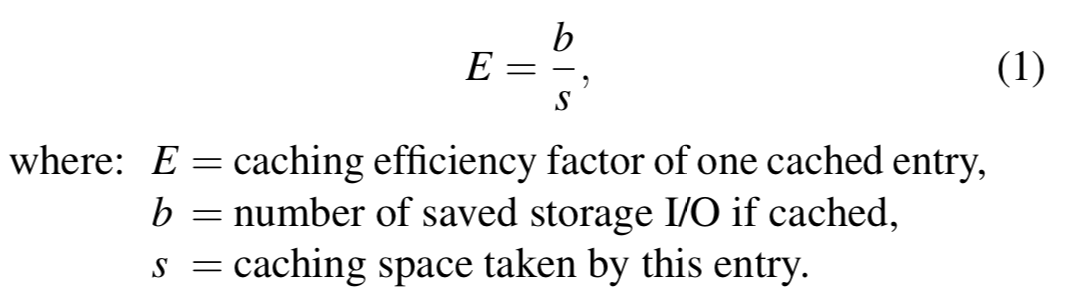 E = b/s, (1)
where: E = caching efficiency factor of one cached entry,
b = number of saved storage I/O if cached,
s = caching space taken by this entry.